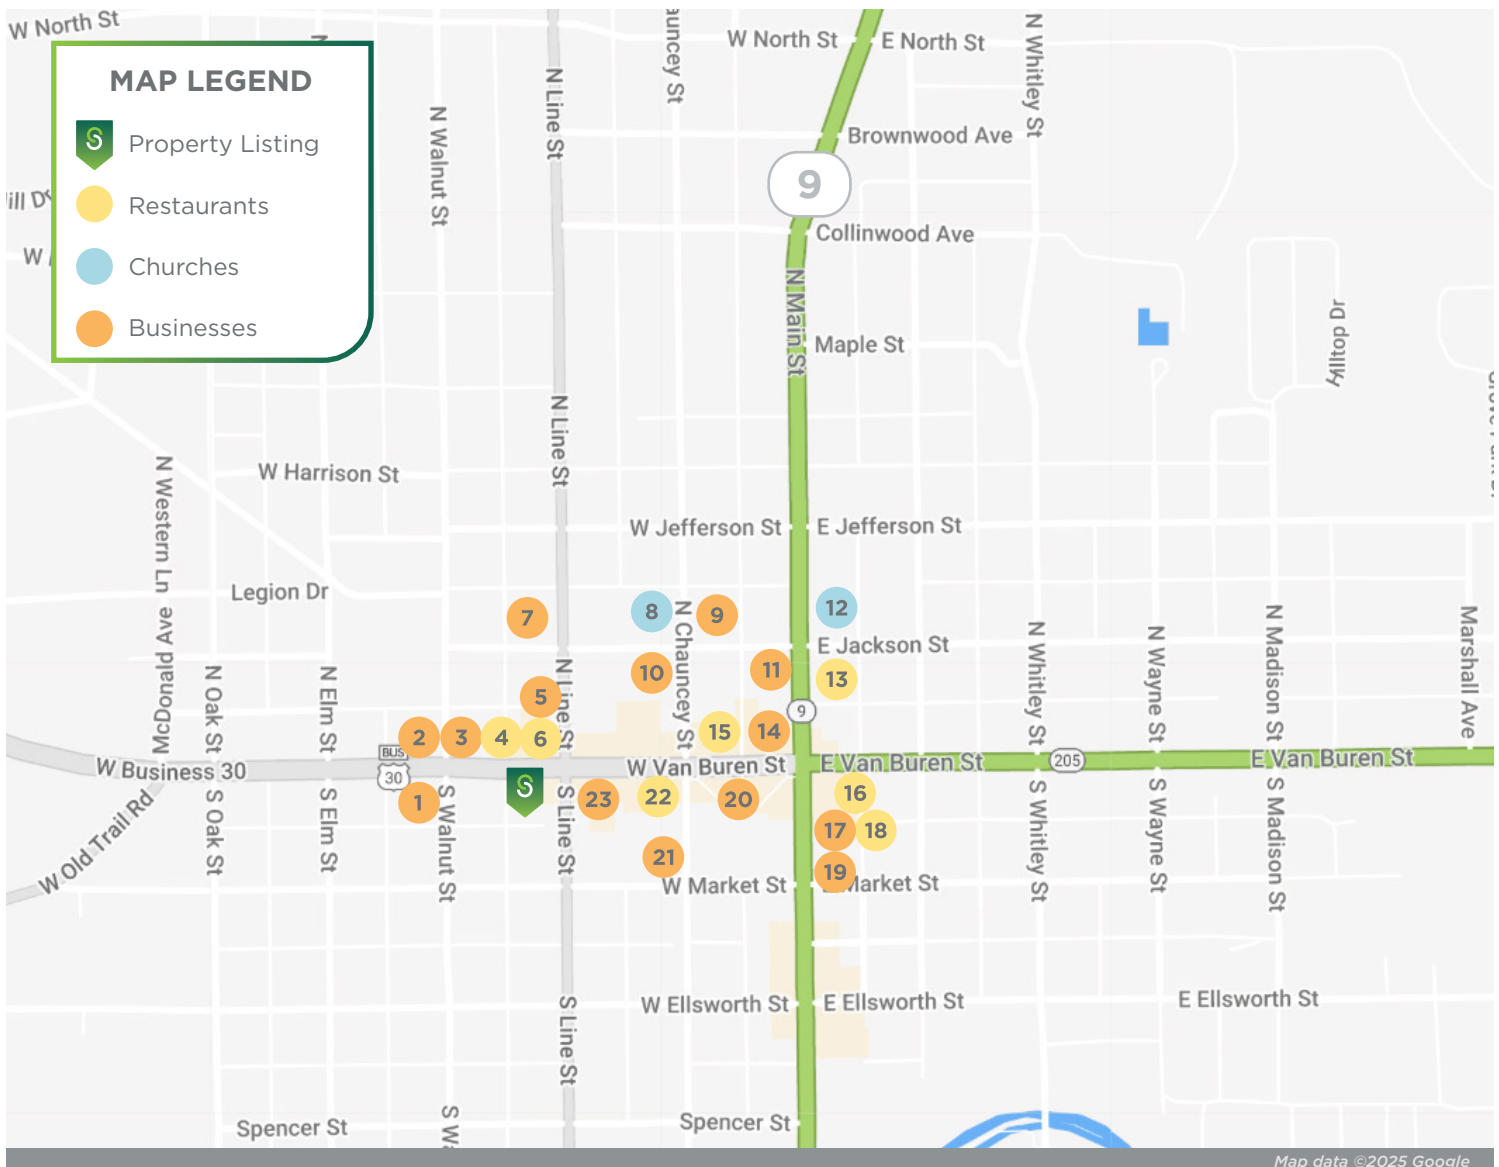 W North St
auncey St
W North St
E North St
N Whitley St
MAP LEGEND
Property Listing
Restaurants
Churches
Businesses
N Line St
N Walnut St
Brownwood Ave
9
Collinwood Ave
N Main St
Maple St
Hylltop Dr
N Line St
W Harrison St
N Western Ln
McDonald Ave
W Jefferson St
E Jefferson St
Legion Dr
7
8
9
12
N Chauncey St
E Jackson St
N Whitley St
N Wayne St
N Madison St
Marshall Ave
N Oak St
N Elm St
N Line St
10
11
13
5
9
2
3
4
6
15
14
BUS
30
W Business 30
W Van Buren St
E Van Buren St
205
E Van Buren St
1
S
23
22
20
16
17
18
21
19
S Oak St
S Elm St
S Walnut St
S Line St
S Whitley St
S Wayne St
S Madison St
W Old Trail Rd
W Market St
Market St
W Ellsworth St
E Ellsworth St
E Ellsworth St
S Line St
Spencer St
S Wa
Spencer St
Map data ©2025 Google